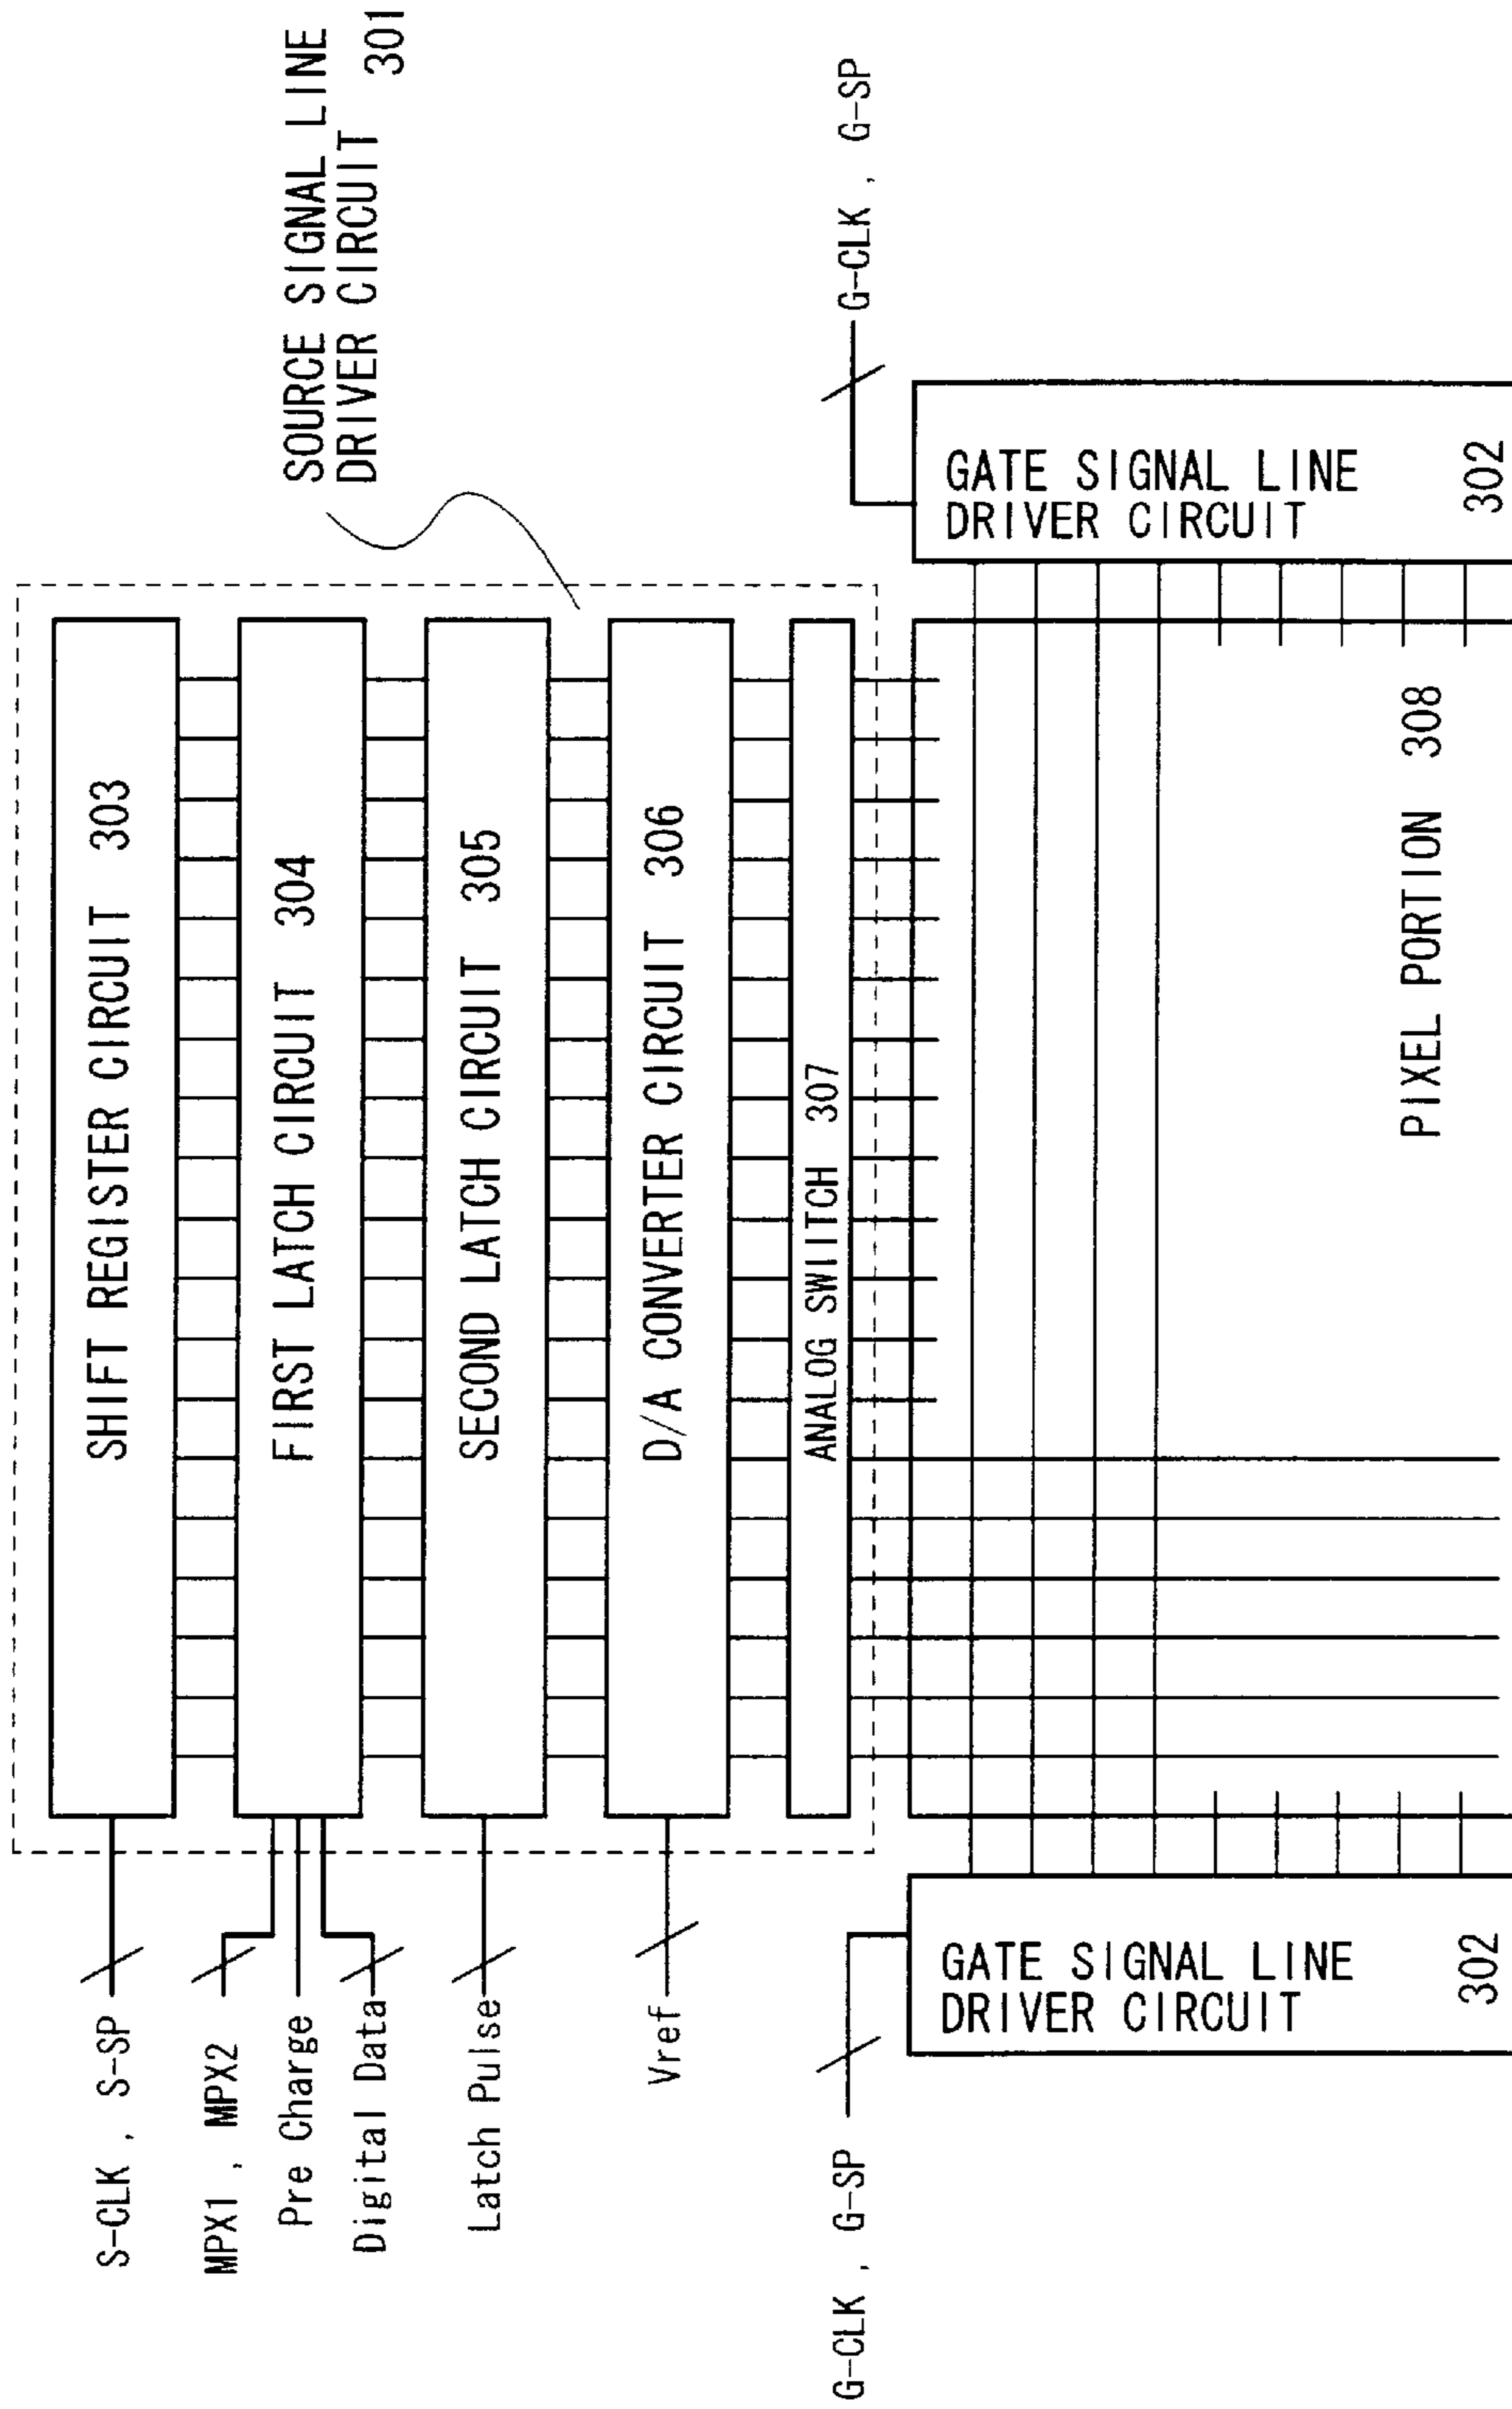 SOURCE SIGNAL LINE
DRIVER CIRCUIT 301
S-CLK , S-SP
SHIFT REGISTER CIRCUIT 303
MPX1 , MPX2
Pre Charge
Digital Data
FIRST LATCH CIRCUIT 304
Latch Pulse
SECOND LATCH CIRCUIT 305
Vref
D/A CONVERTER CIRCUIT 306
ANALOG SWITCH 307
G-CLK , G-SP
G-CLK , G-SP
GATE SIGNAL LINE
DRIVER CIRCUIT
302
PIXEL PORTION 308
GATE SIGNAL LINE
DRIVER CIRCUIT
302